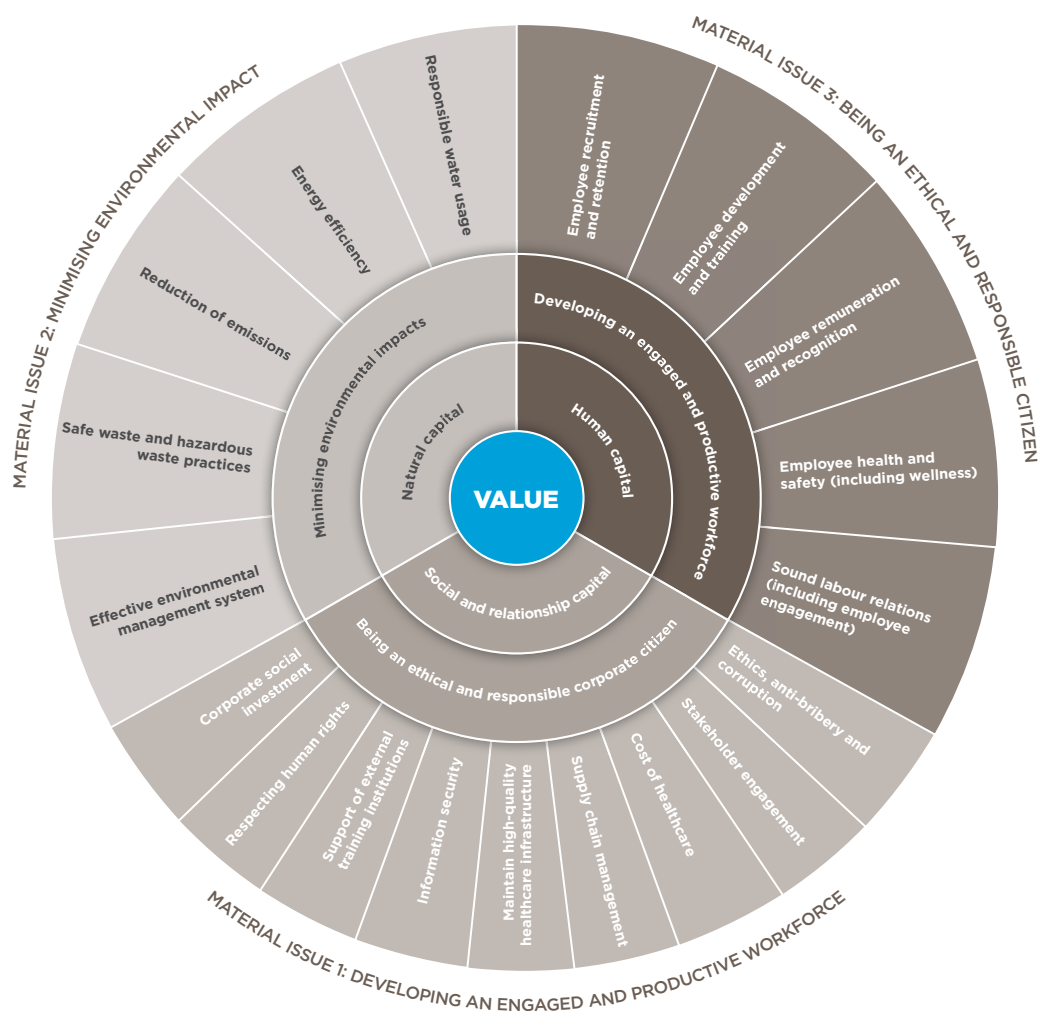 MATERIAL ISSUE 2: MINIMISING ENVIRONMENTAL IMPACT
MATERIAL ISSUE 3: BEING AN ETHICAL AND RESPONSIBLE CITIZEN
MATERIAL ISSUE 1: DEVELOPING AN ENGAGED AND PRODUCTIVE WORKFORCE
VALUE
Natural capital
Human capital
Social and relationship capital
Minimising environmental impacts
Developing an engaged and productive workforce
Being an ethical and responsible corporate citizen
Employee recruitment
and retention
Employee development
and training
Employee remuneration
and recognition
Employee health and
safety (including wellness)
Sound labour relations
(including employee
engagement)
Ethics, anti-bribery and
corruption
Stakeholder engagement
Cost of healthcare
Supply chain management
Maintain high-quality
healthcare infrastructure
Information security
Support of external
training institutions
Respecting human rights
Corporate social
investment
Effective environmental
management system
Safe waste and hazardous
waste practices
Reduction of emissions
Energy efficiency
Responsible water usage